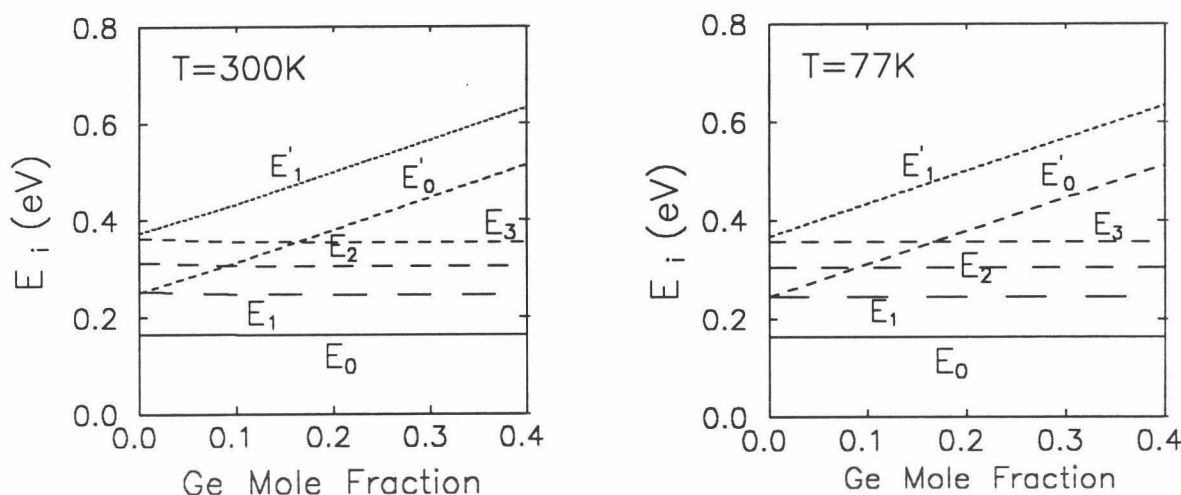 T=300K
0.8
0.6
0.4
0.2
0.0
E i (eV)
E'1
E'0
E3
E2
E1
E0
0.0 0.1 0.2 0.3 0.4
Ge Mole Fraction
T=77K
0.8
0.6
0.4
0.2
0.0
E i (eV)
E'1
E'0
E3
E2
E1
E0
0.0 0.1 0.2 0.3 0.4
Ge Mole Fraction